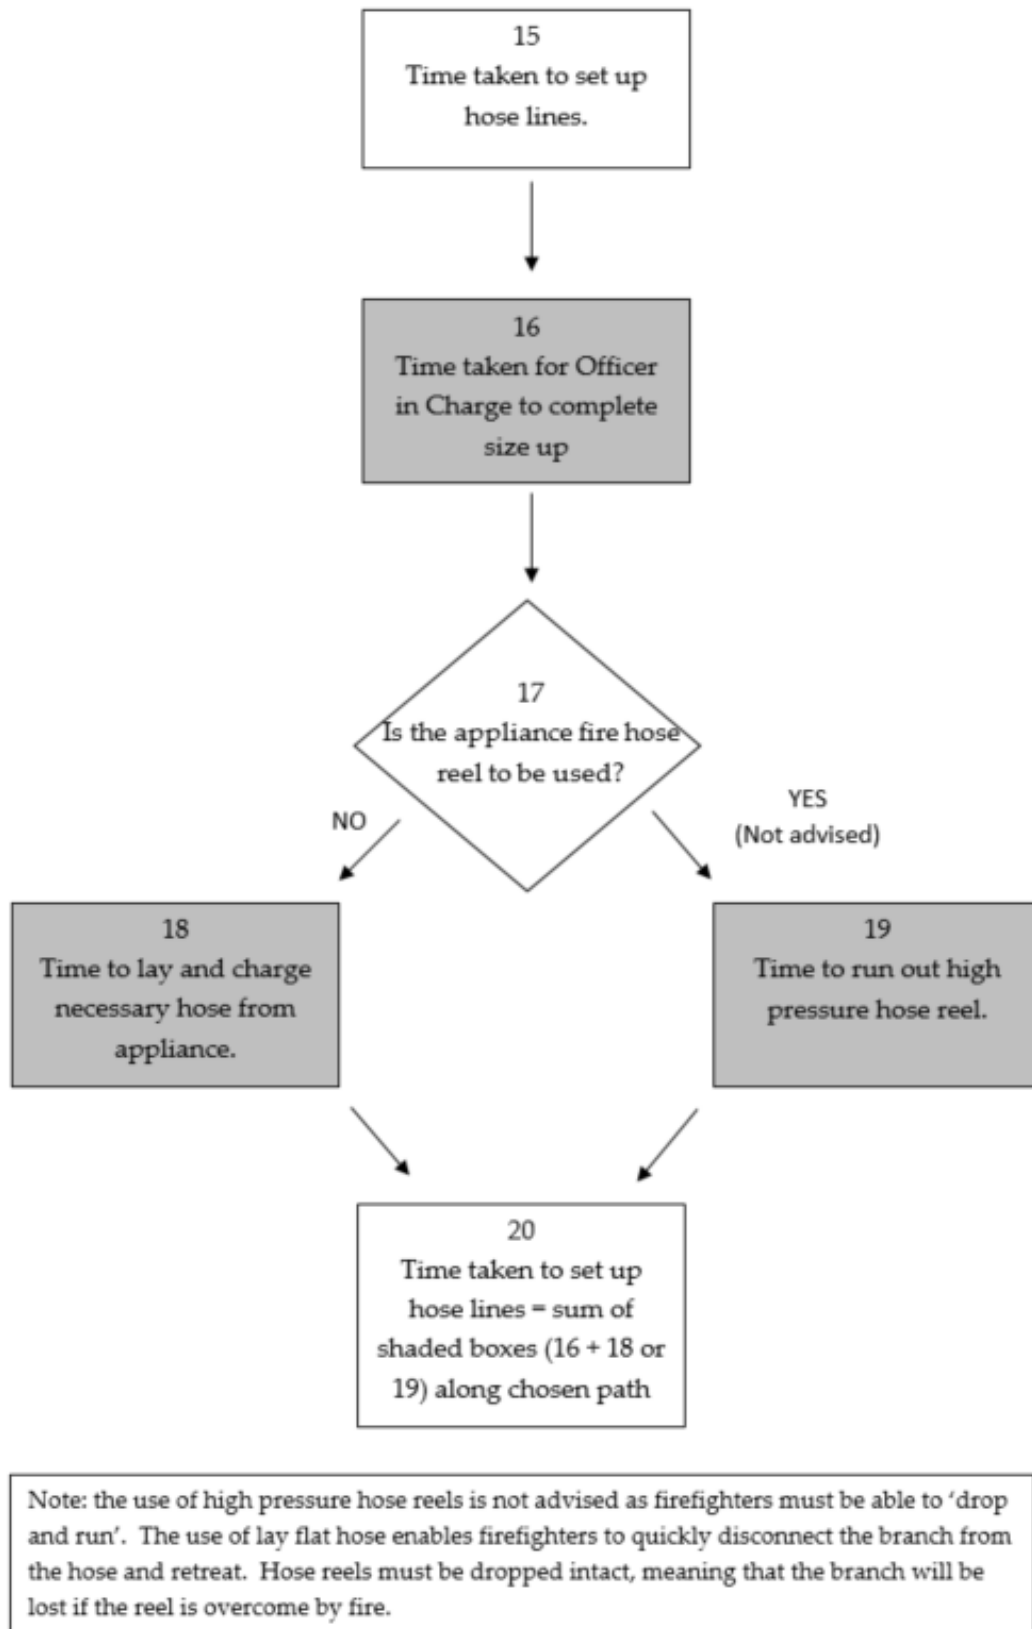 15
Time taken to set up
hose lines.
16
Time taken for Officer
in Charge to complete
size up
17
Is the appliance fire hose
reel to be used?
NO
YES
(Not advised)
18
Time to lay and charge
necessary hose from
appliance.
19
Time to run out high
pressure hose reel.
20
Time taken to set up
hose lines = sum of
shaded boxes (16 + 18 or
19) along chosen path
Note: the use of high pressure hose reels is not advised as firefighters must be able to ‘drop
and run’. The use of lay flat hose enables firefighters to quickly disconnect the branch from
the hose and retreat. Hose reels must be dropped intact, meaning that the branch will be
lost if the reel is overcome by fire.